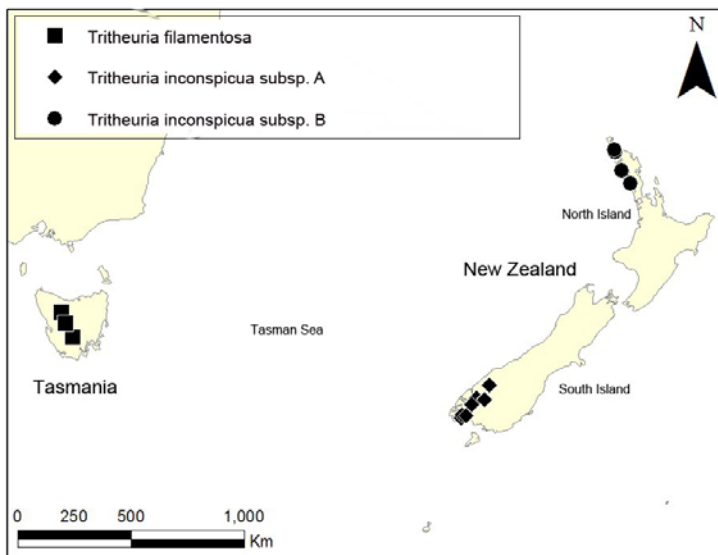 Tritheuria filamentosa
Tritheuria inconspicua subsp. A
Tritheuria inconspicua subsp. B
N
North Island
New Zealand
Tasman Sea
Tasmania
South Island
0 250 500 1,000
Km